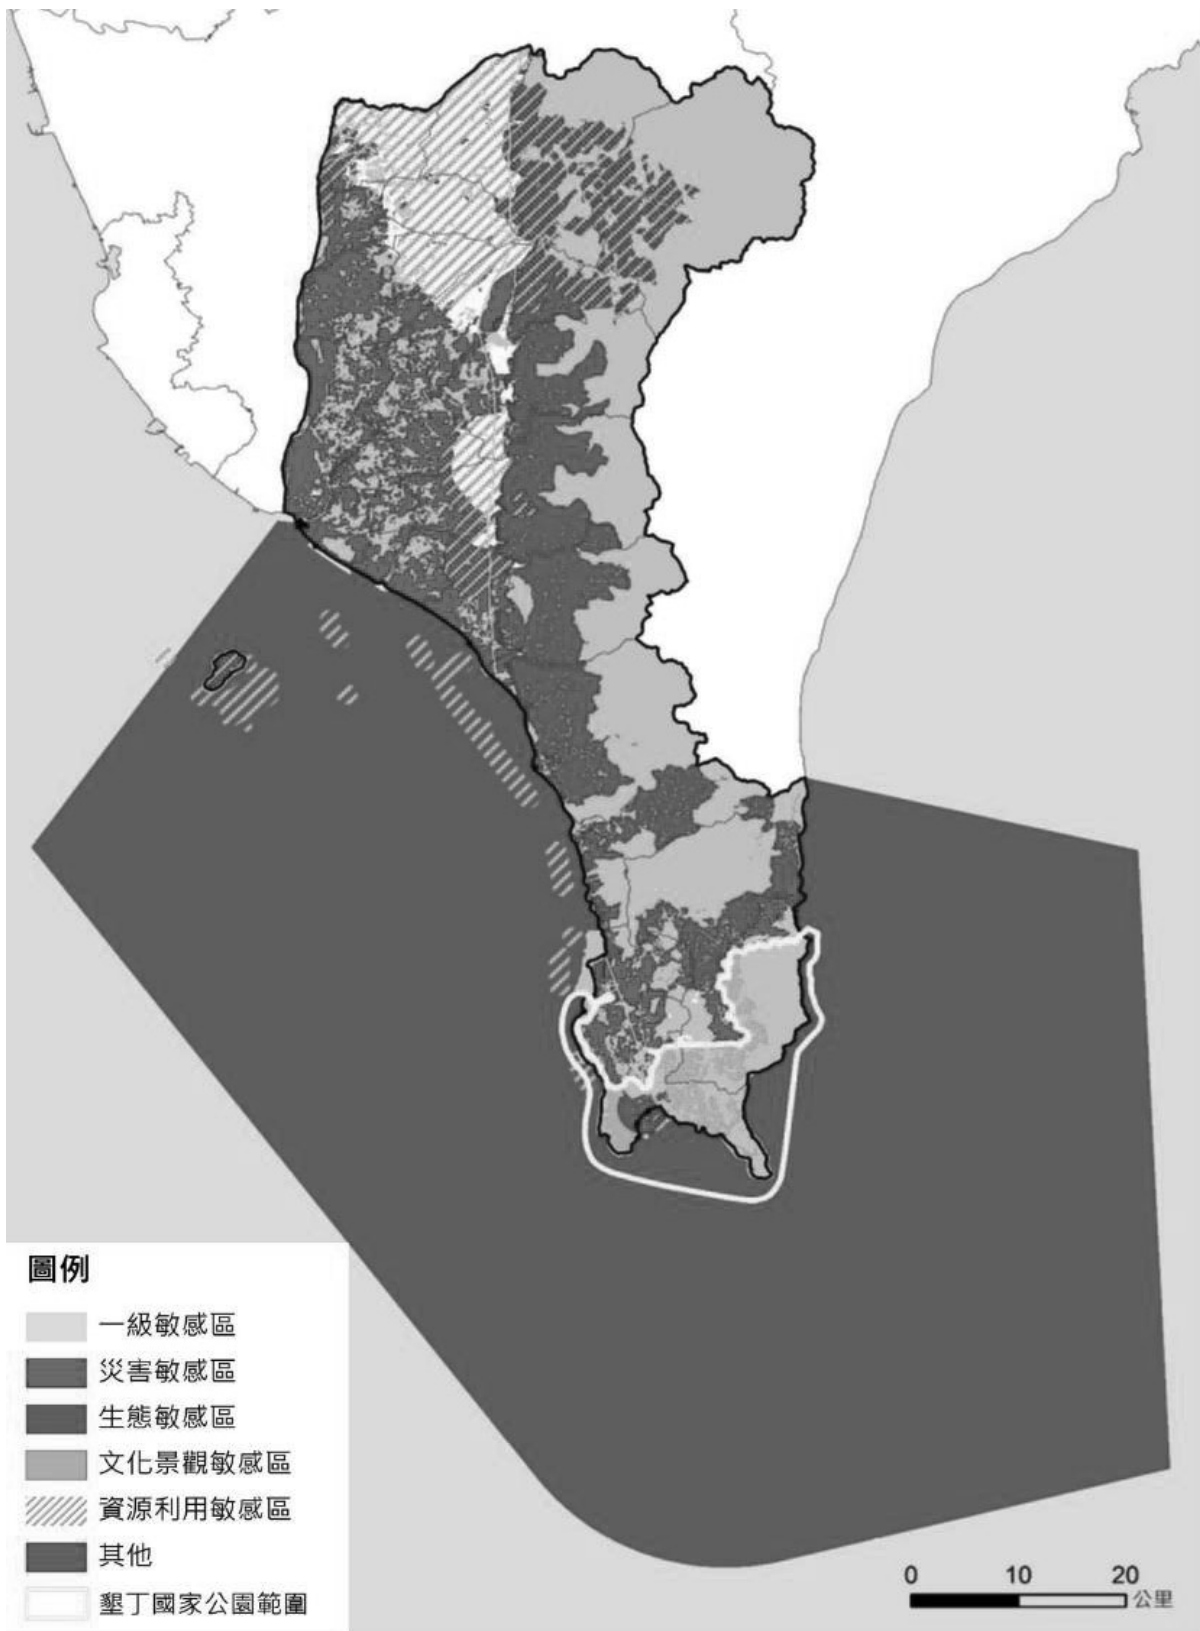 圖例
一級敏感區
災害敏感區
生態敏感區
文化景觀敏感區
資源利用敏感區
其他
墾丁國家公園範圍
0 10 20
公里